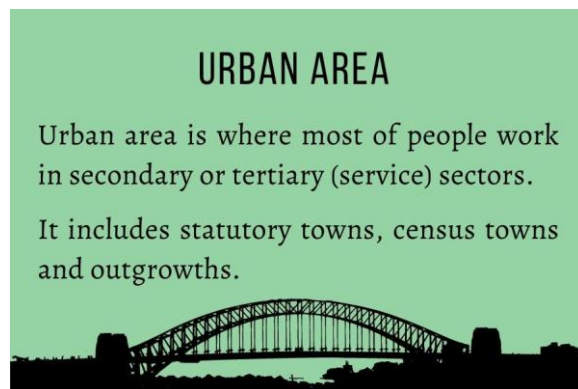 URBAN AREA
Urban area is where most of people work
in secondary or tertiary (service) sectors.
It includes statutory towns, census towns
and outgrowths.